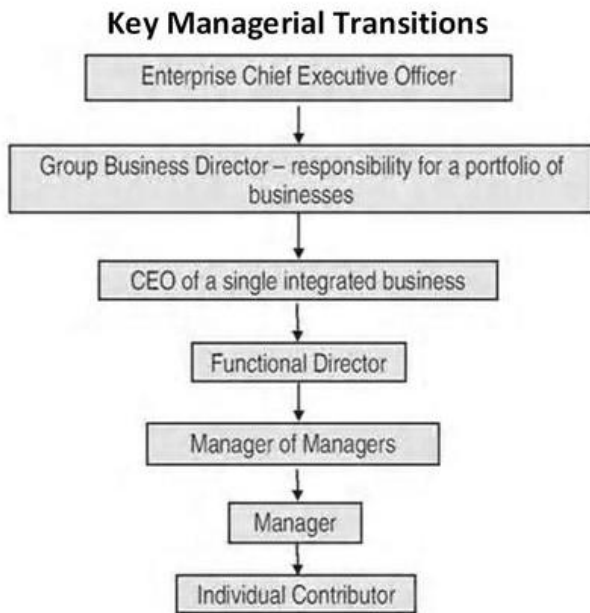 Key Managerial Transitions
Enterprise Chief Executive Officer
Group Business Director – responsibility for a portfolio of
businesses
CEO of a single integrated business
Functional Director
Manager of Managers
Manager
Individual Contributor